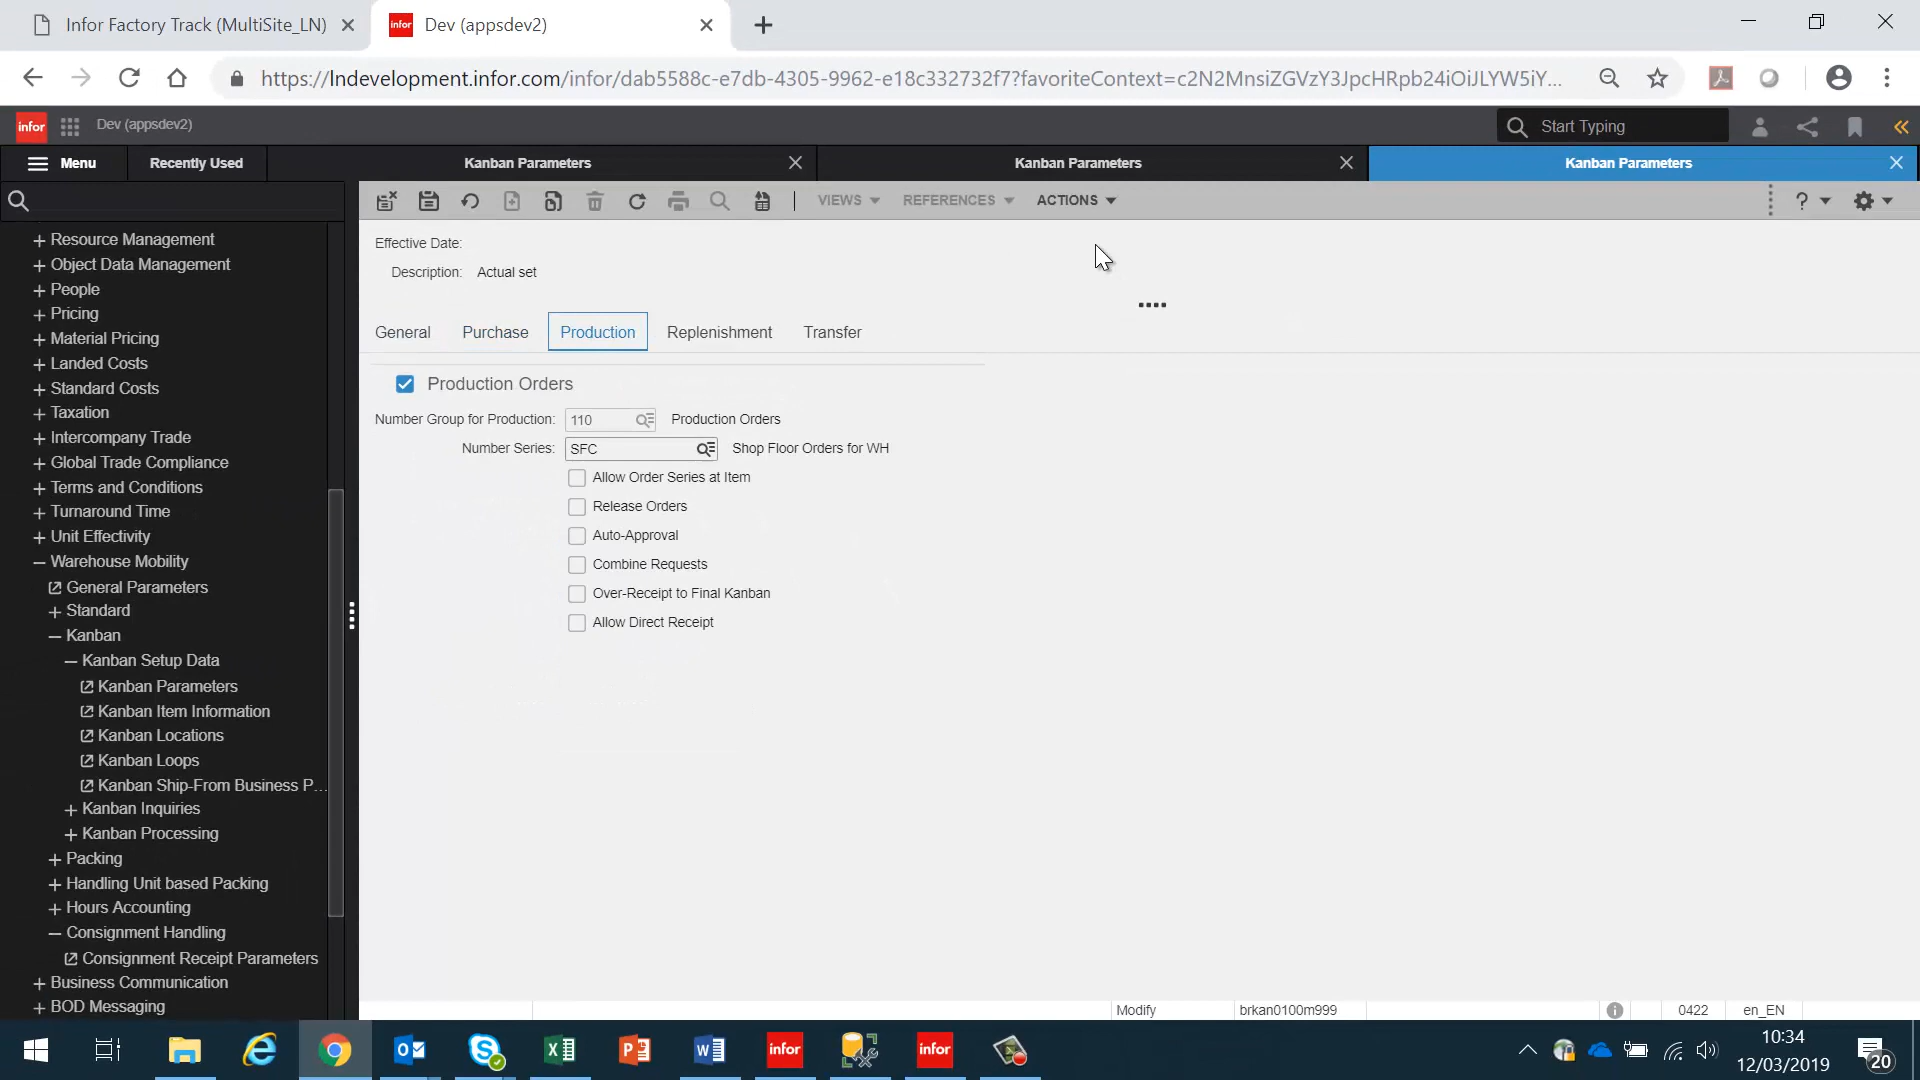 Infor Factory Track (MultiSite_LN)
infor Dev (appsdev2)
https://lndevelopment.infor.com/infor/dab5588c-e7db-4305-9962-e18c332732f7?favoriteContext=c2N2MnsiZGVzY3JpcHRpb24iOiJLYW5iY...
infor Dev (appsdev2) Start Typing
Menu Recently Used Kanban Parameters Kanban Parameters Kanban Parameters
VIEWS REFERENCES ACTIONS ?
Resource Management
Object Data Management
People
Pricing
Material Pricing
Landed Costs
Standard Costs
Taxation
Intercompany Trade
Global Trade Compliance
Terms and Conditions
Turnaround Time
Unit Effectivity
Warehouse Mobility
General Parameters
Standard
Kanban
Kanban Setup Data
Kanban Parameters
Kanban Item Information
Kanban Locations
Kanban Loops
Kanban Ship-From Business P...
Kanban Inquiries
Kanban Processing
Packing
Handling Unit based Packing
Hours Accounting
Consignment Handling
Consignment Receipt Parameters
Business Communication
BOD Messaging
Effective Date:
Description: Actual set
General Purchase Production Replenishment Transfer
Production Orders
Number Group for Production: 110 Production Orders
Number Series: SFC Shop Floor Orders for WH
Allow Order Series at Item
Release Orders
Auto-Approval
Combine Requests
Over-Receipt to Final Kanban
Allow Direct Receipt
Modify brkan0100m999 0422 en_EN
infor infor
10:34
12/03/2019
20